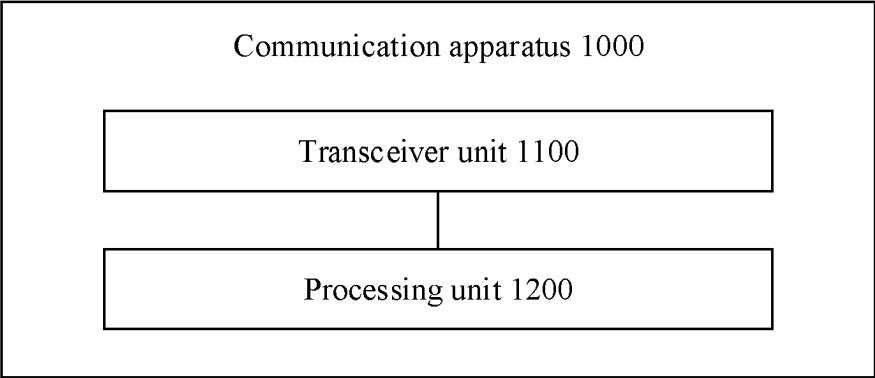 Communication apparatus 1000
Transceiver unit 1100
Processing unit 1200